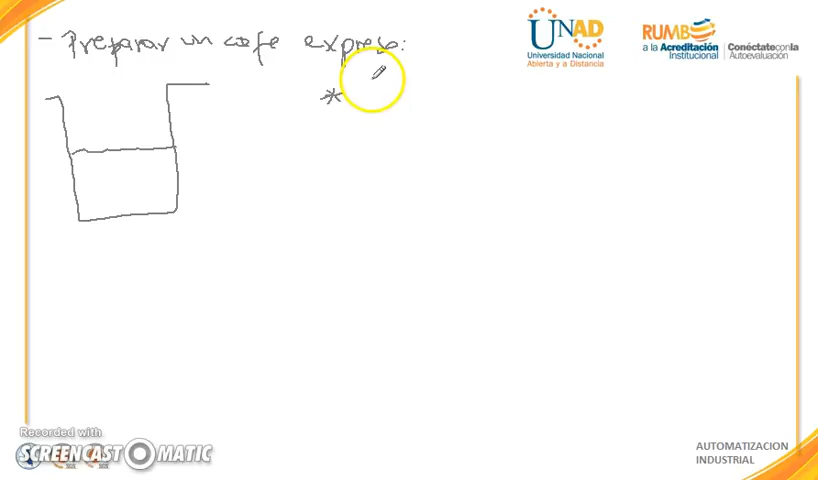 - Preparar un cafe expreso:
*
UNAD
Universidad Nacional
Abierta y a Distancia
RUMBO
a la Acreditación
Institucional
Conéctate con la
Autoevaluación
Recorded with
SCREENCAST O MATIC
AUTOMATIZACION
INDUSTRIAL